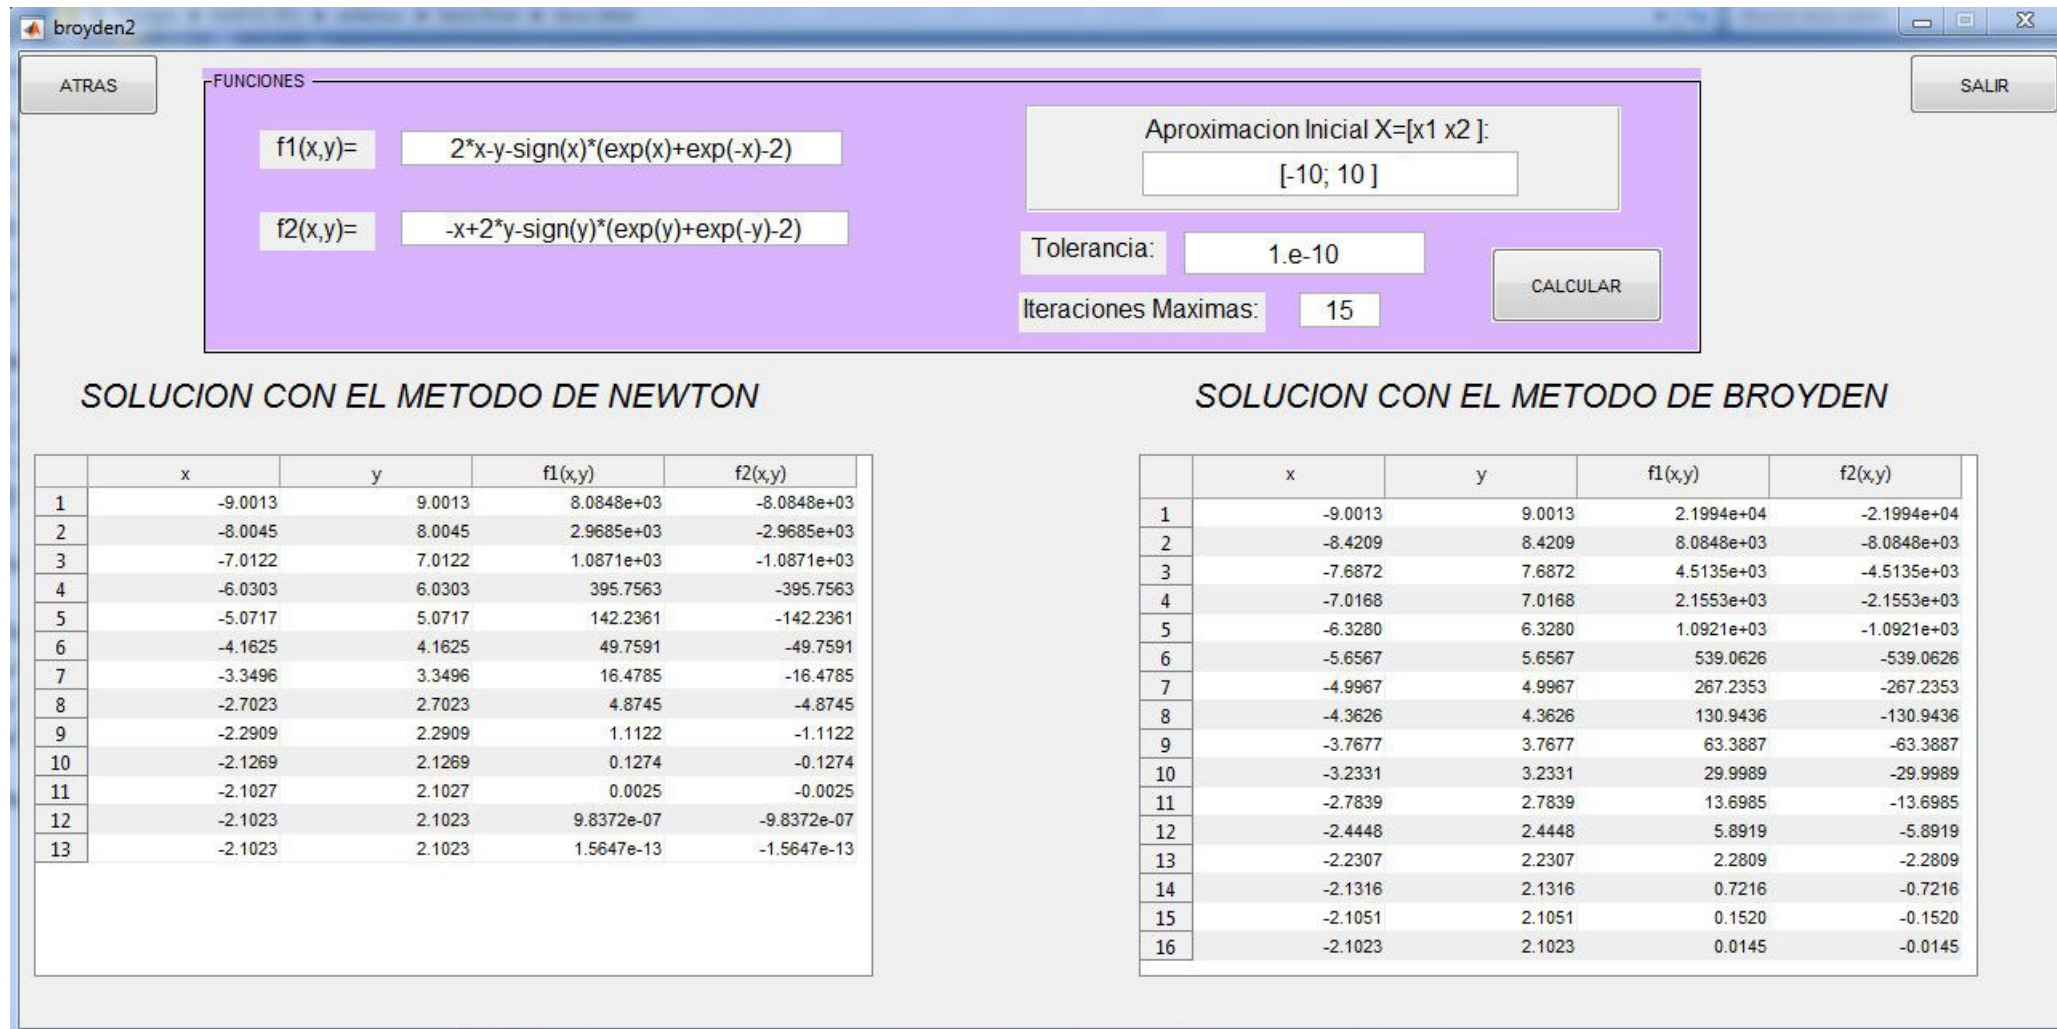 broyden2
ATRAS
FUNCIONES
SALIR
f1(x,y)= 2*x-y-sign(x)*(exp(x)+exp(-x)-2)
f2(x,y)= -x+2*y-sign(y)*(exp(y)+exp(-y)-2)
Aproximacion Inicial X=[x1 x2 ]:
[-10; 10 ]
Tolerancia: 1.e-10
Iteraciones Maximas: 15
CALCULAR
SOLUCION CON EL METODO DE NEWTON
x y f1(x,y) f2(x,y)
1 -9.0013 9.0013 8.0848e+03 -8.0848e+03
2 -8.0045 8.0045 2.9685e+03 -2.9685e+03
3 -7.0122 7.0122 1.0871e+03 -1.0871e+03
4 -6.0303 6.0303 395.7563 -395.7563
5 -5.0717 5.0717 142.2361 -142.2361
6 -4.1625 4.1625 49.7591 -49.7591
7 -3.3496 3.3496 16.4785 -16.4785
8 -2.7023 2.7023 4.8745 -4.8745
9 -2.2909 2.2909 1.1122 -1.1122
10 -2.1269 2.1269 0.1274 -0.1274
11 -2.1027 2.1027 0.0025 -0.0025
12 -2.1023 2.1023 9.8372e-07 -9.8372e-07
13 -2.1023 2.1023 1.5647e-13 -1.5647e-13
SOLUCION CON EL METODO DE BROYDEN
x y f1(x,y) f2(x,y)
1 -9.0013 9.0013 2.1994e+04 -2.1994e+04
2 -8.4209 8.4209 8.0848e+03 -8.0848e+03
3 -7.6872 7.6872 4.5135e+03 -4.5135e+03
4 -7.0168 7.0168 2.1553e+03 -2.1553e+03
5 -6.3280 6.3280 1.0921e+03 -1.0921e+03
6 -5.6567 5.6567 539.0626 -539.0626
7 -4.9967 4.9967 267.2353 -267.2353
8 -4.3626 4.3626 130.9436 -130.9436
9 -3.7677 3.7677 63.3887 -63.3887
10 -3.2331 3.2331 29.9989 -29.9989
11 -2.7839 2.7839 13.6985 -13.6985
12 -2.4448 2.4448 5.8919 -5.8919
13 -2.2307 2.2307 2.2809 -2.2809
14 -2.1316 2.1316 0.7216 -0.7216
15 -2.1051 2.1051 0.1520 -0.1520
16 -2.1023 2.1023 0.0145 -0.0145